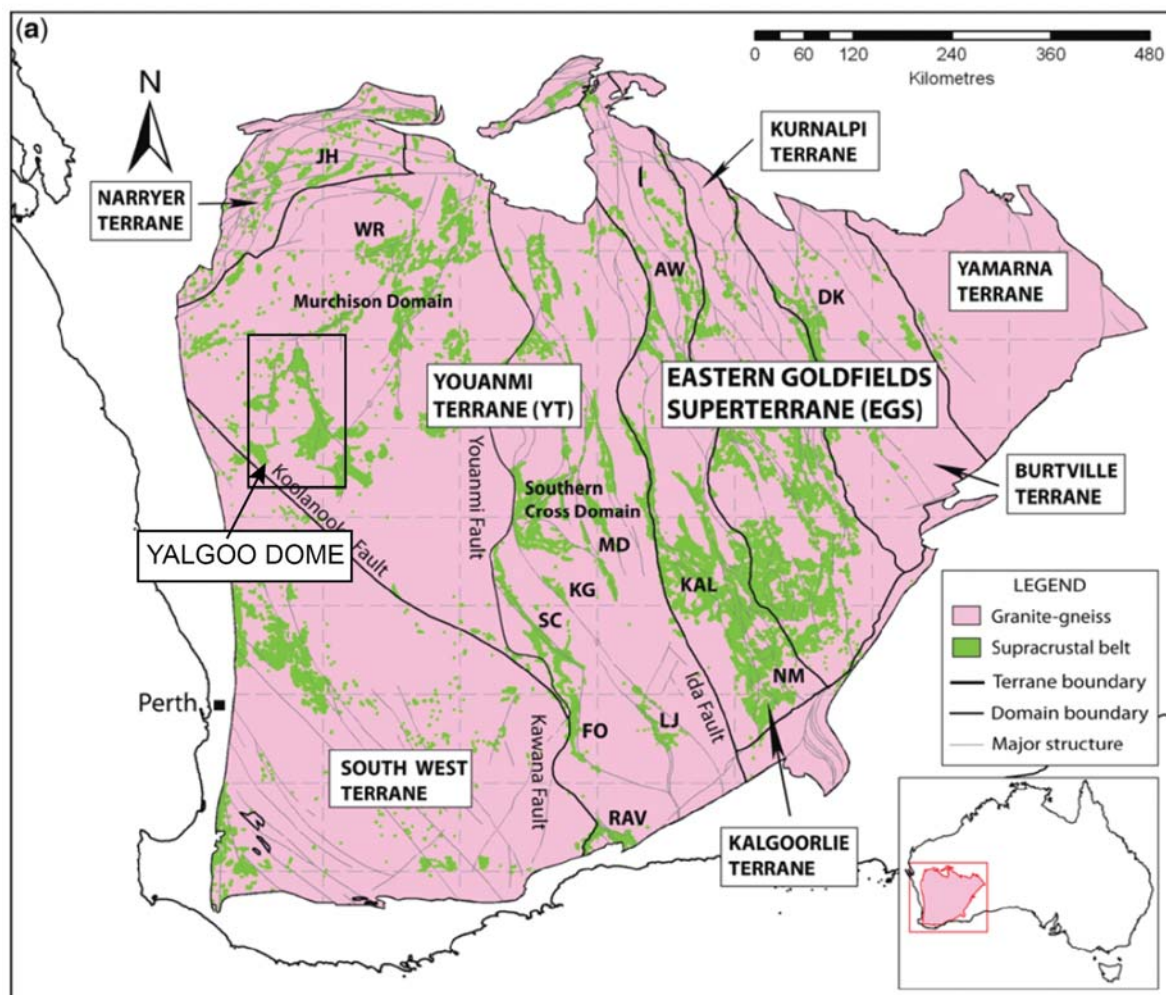 (a)
0 60 120 240 360 480
Kilometres
N
KURNALPI
TERRANE
JH
NARRYER
TERRANE
I
WR
AW
YAMARNA
TERRANE
DK
Murchison Domain
YOUANMI
TERRANE (YT)
EASTERN GOLDFIELDS
SUPERTERRANE (EGS)
BURTVILLE
TERRANE
Koolanool Fault
Youanmi Fault
Southern
Cross Domain
YALGOO DOME
MD
KG
KAL
SC
LEGEND
Granite-gneiss
Supracrustal belt
Terrane boundary
Domain boundary
Major structure
NM
Ida Fault
Perth
LJ
FO
Kawana Fault
SOUTH WEST
TERRANE
RAV
KALGOORLIE
TERRANE